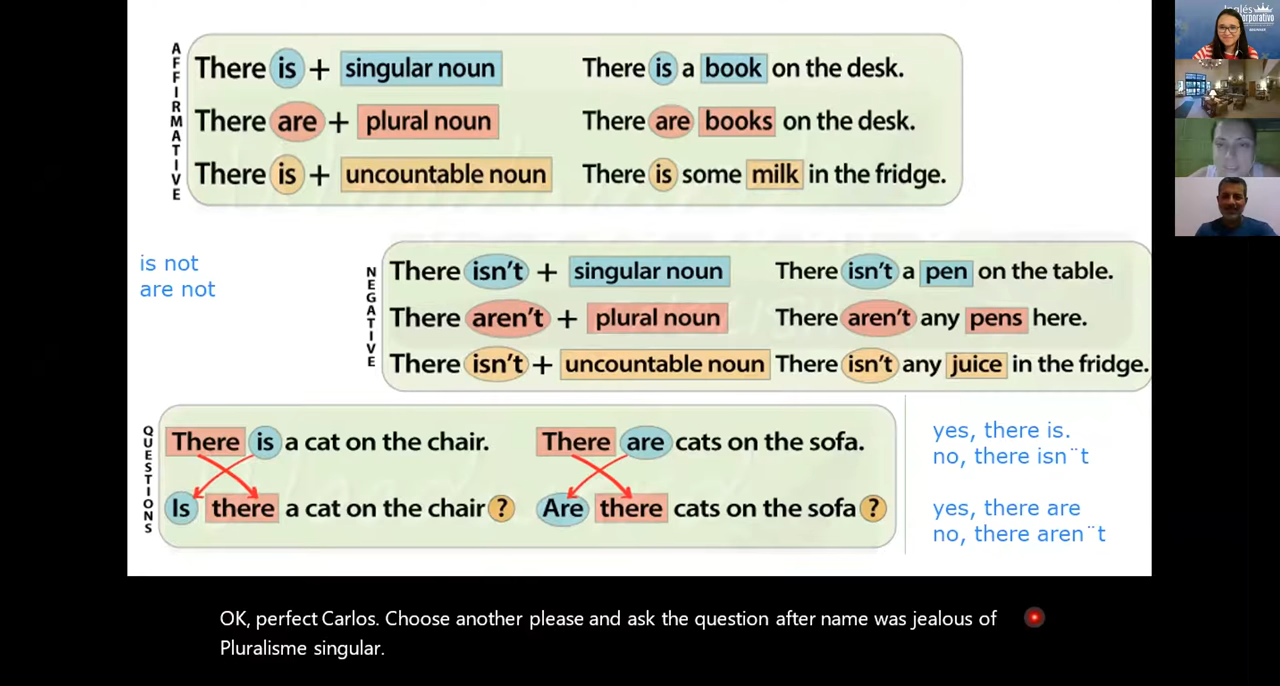 AFFIRMATIVE
There is + singular noun There is a book on the desk.
There are + plural noun There are books on the desk.
There is + uncountable noun There is some milk in the fridge.
is not
are not
NEGATIVE
There isn't + singular noun There isn't a pen on the table.
There aren't + plural noun There aren't any pens here.
There isn't + uncountable noun There isn't any juice in the fridge.
QUESTIONS
There is a cat on the chair. There are cats on the sofa.
Is there a cat on the chair ? Are there cats on the sofa ?
yes, there is.
no, there isn¨t
yes, there are
no, there aren¨t
OK, perfect Carlos. Choose another please and ask the question after name was jealous of
Pluralisme singular.
Inglés